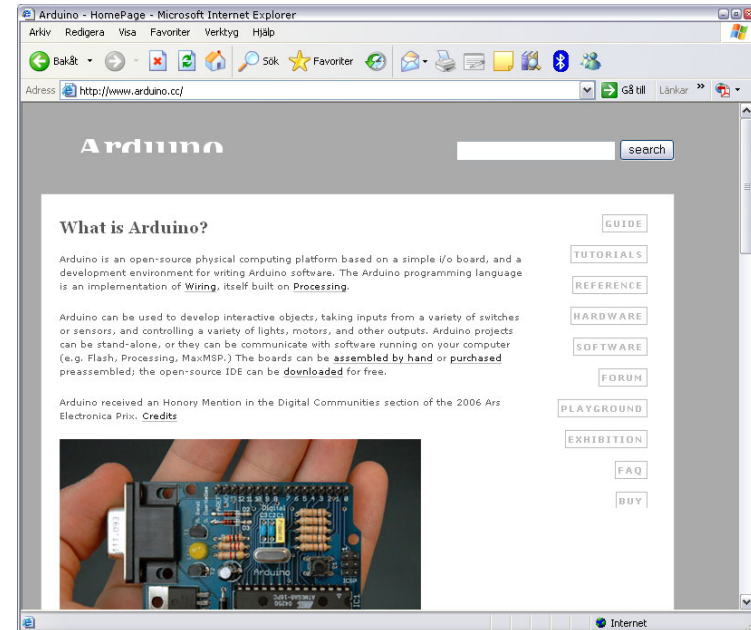 Arduino - HomePage - Microsoft Internet Explorer
Arkiv Redigera Visa Favoriter Verktyg Hjälp
Bakåt Sök Favoriter
Adress http://www.arduino.cc/ Gå till Länkar »
Arduino
search
What is Arduino?
Arduino is an open-source physical computing platform based on a simple i/o board, and a
development environment for writing Arduino software. The Arduino programming language
is an implementation of Wiring, itself built on Processing.
Arduino can be used to develop interactive objects, taking inputs from a variety of switches
or sensors, and controlling a variety of lights, motors, and other outputs. Arduino projects
can be stand-alone, or they can be communicate with software running on your computer
(e.g. Flash, Processing, MaxMSP.) The boards can be assembled by hand or purchased
preassembled; the open-source IDE can be downloaded for free.
Arduino received an Honory Mention in the Digital Communities section of the 2006 Ars
Electronica Prix. Credits
GUIDE
TUTORIALS
REFERENCE
HARDWARE
SOFTWARE
FORUM
PLAYGROUND
EXHIBITION
FAQ
BUY
Digital
Arduino
ICSP
IC1
Internet